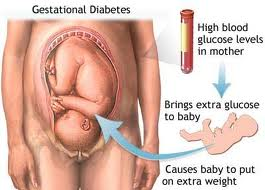 Gestational Diabetes
High blood
glucose levels
in mother
Brings extra glucose
to baby
Causes baby to put
on extra weight